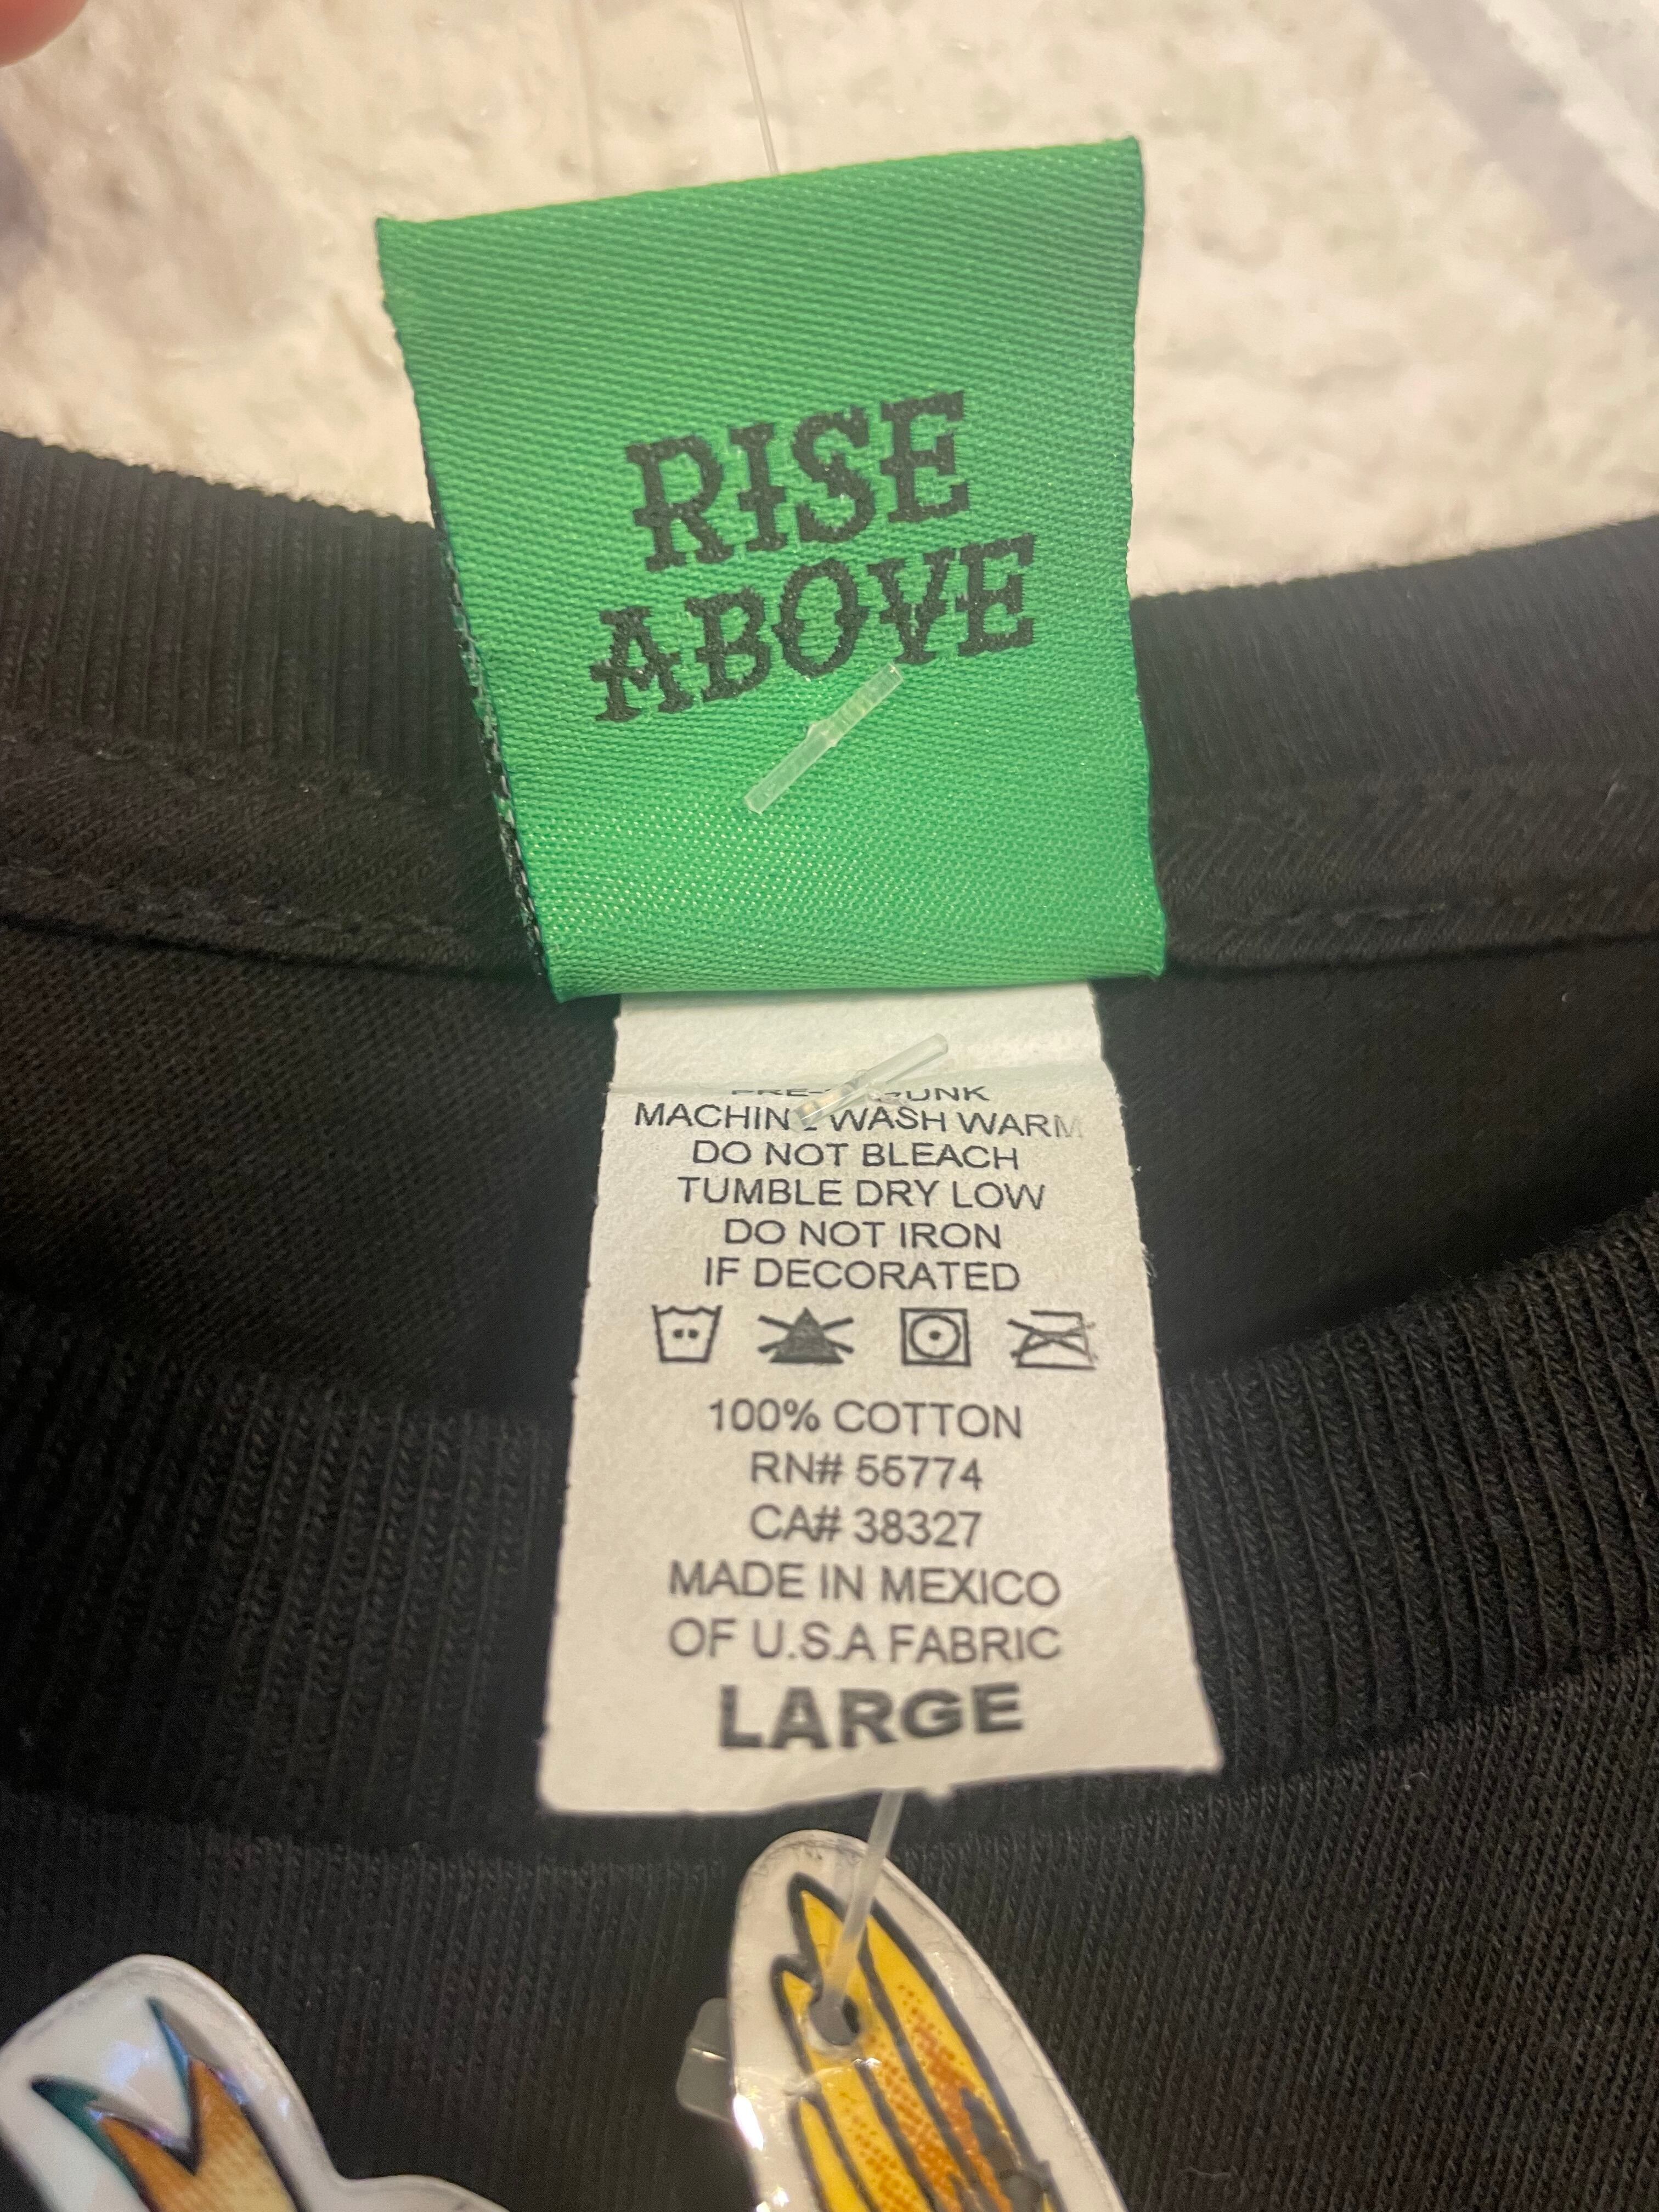 RISE
ABOVE
MACHINE WASH WARM
DO NOT BLEACH
TUMBLE DRY LOW
DO NOT IRON
IF DECORATED
100% COTTON
RN# 55774
CA# 38327
MADE IN MEXICO
OF U.S.A FABRIC
LARGE